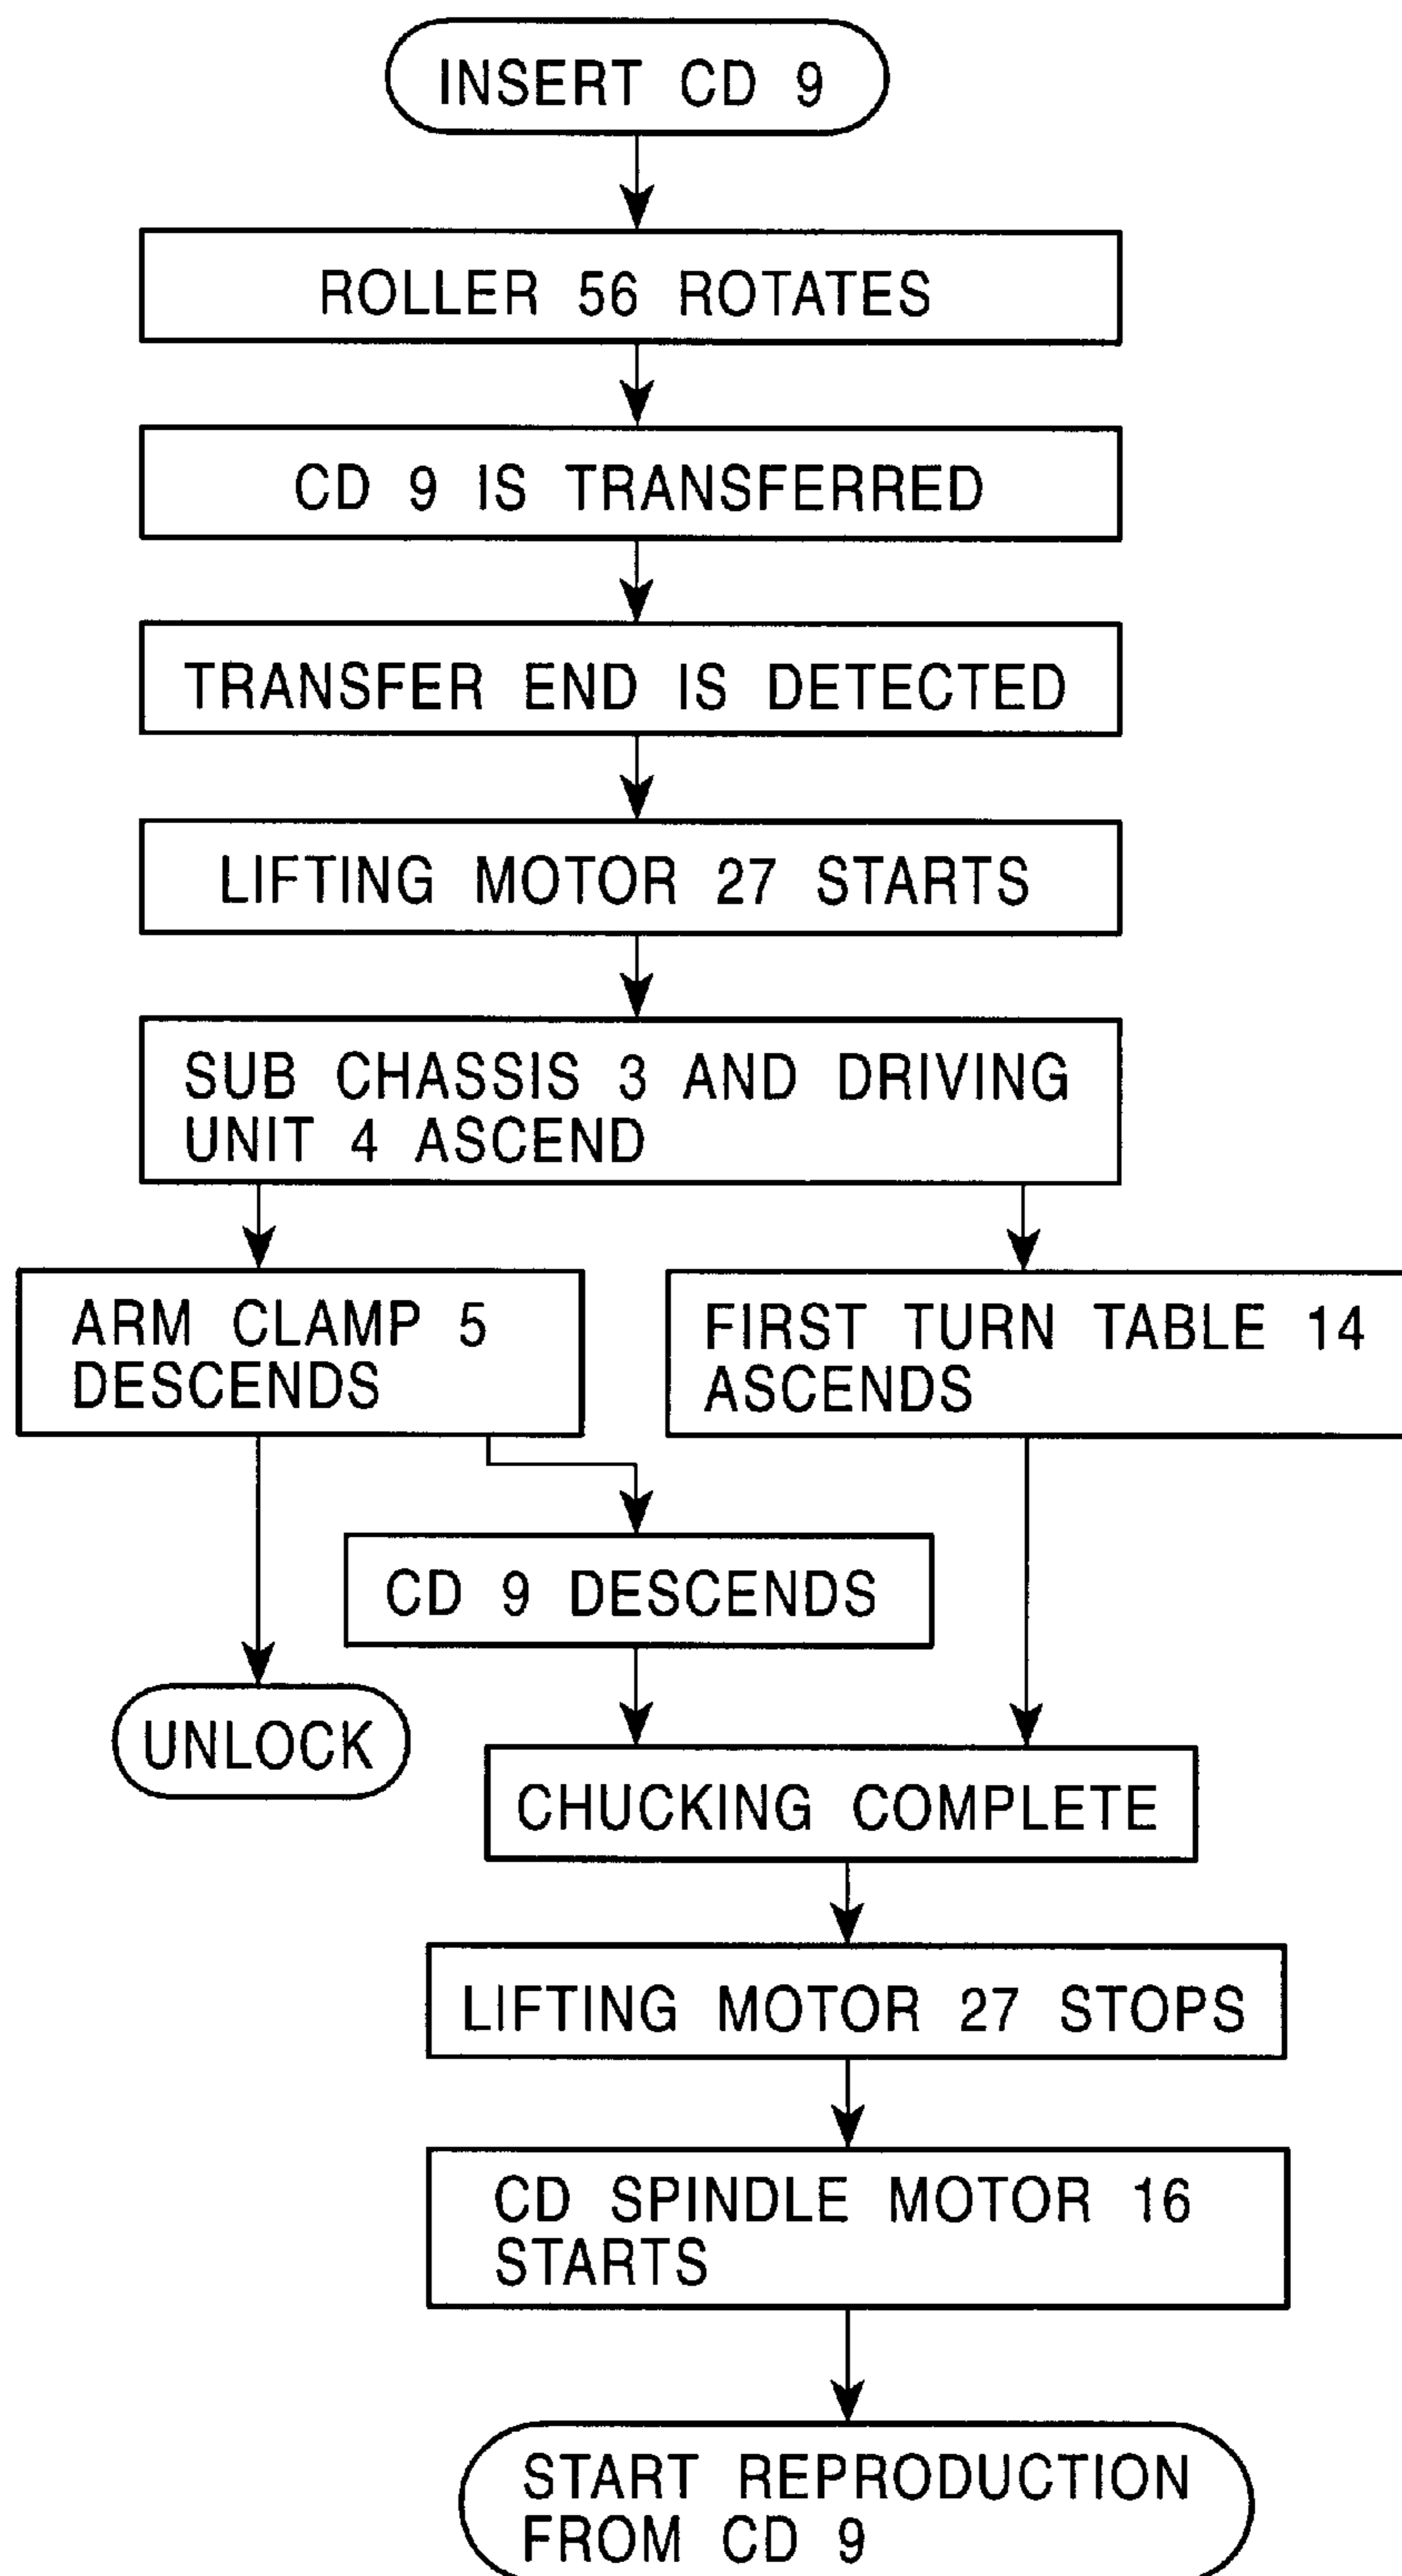 INSERT CD 9
ROLLER 56 ROTATES
CD 9 IS TRANSFERRED
TRANSFER END IS DETECTED
LIFTING MOTOR 27 STARTS
SUB CHASSIS 3 AND DRIVING
UNIT 4 ASCEND
ARM CLAMP 5
DESCENDS
FIRST TURN TABLE 14
ASCENDS
CD 9 DESCENDS
UNLOCK
CHUCKING COMPLETE
LIFTING MOTOR 27 STOPS
CD SPINDLE MOTOR 16
STARTS
START REPRODUCTION
FROM CD 9